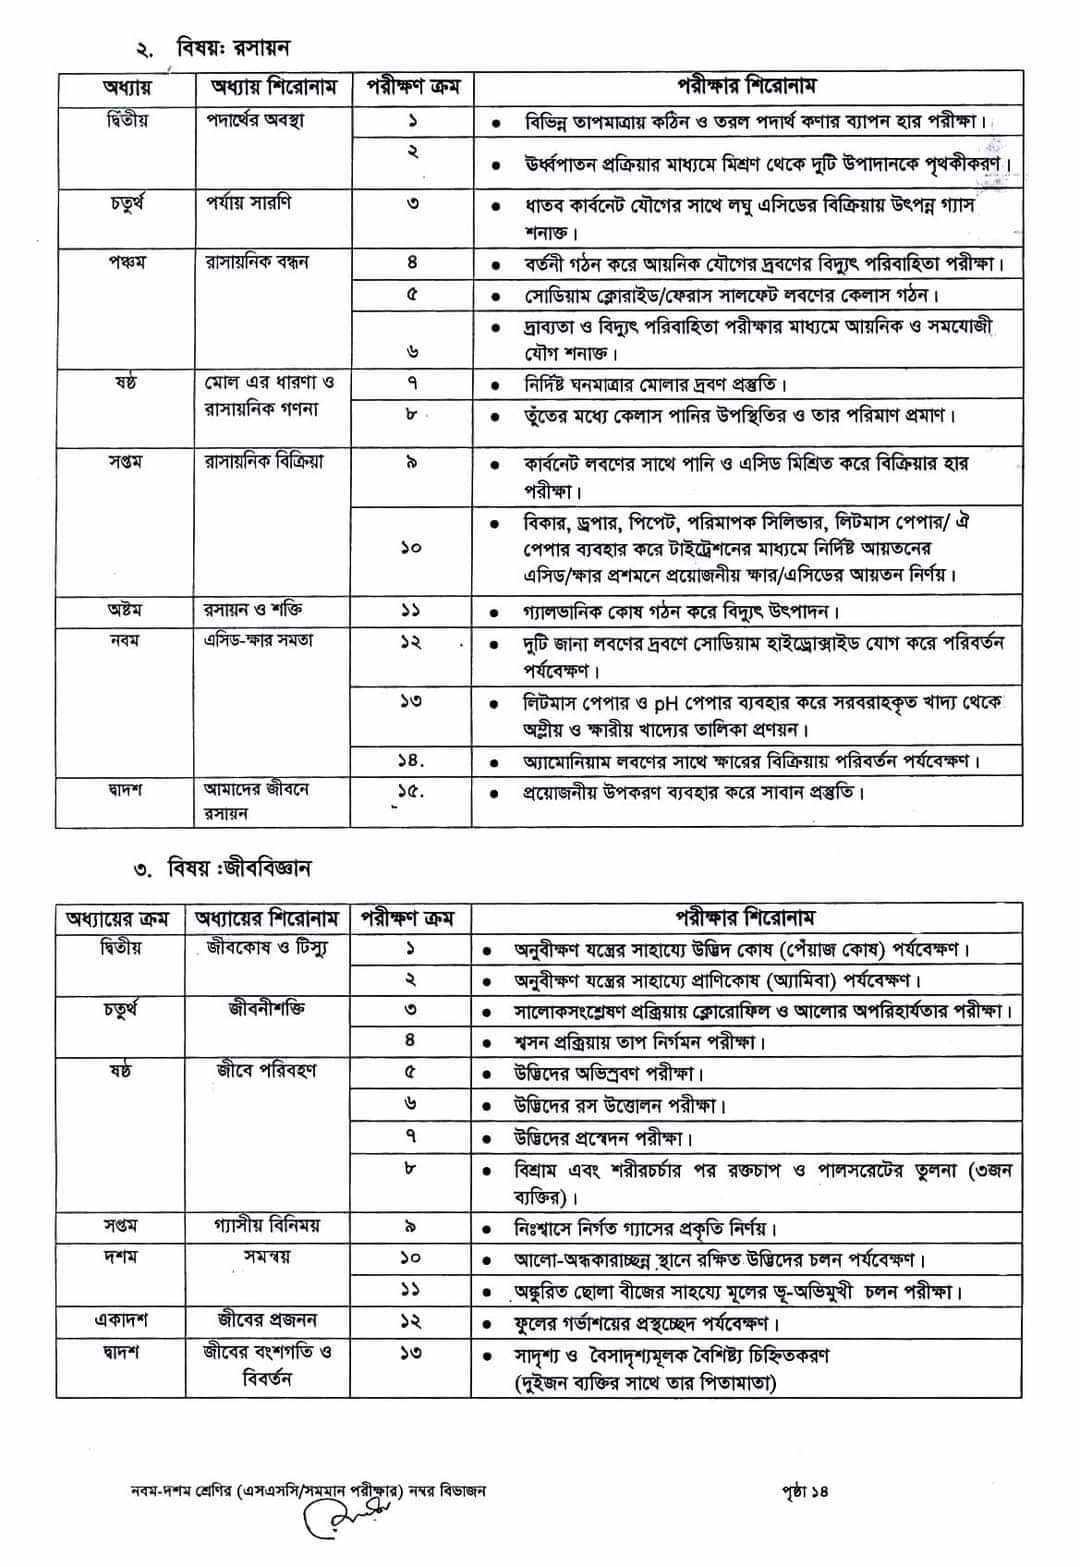 ২. বিষয়ঃ রসায়ন
অধ্যায় অধ্যায় শিরোনাম পরীক্ষণ ক্রম পরীক্ষার শিরোনাম
দ্বিতীয় পদার্থের অবস্থা ১ • বিভিন্ন তাপমাত্রায় কঠিন ও তরল পদার্থ কণার ব্যাপন হার পরীক্ষা।
২ • ঊর্ধ্বপাতন প্রক্রিয়ার মাধ্যমে মিশ্রণ থেকে দুটি উপাদানকে পৃথকীকরণ।
চতুর্থ পর্যায় সারণি ৩ • ধাতব কার্বনেট যৌগের সাথে লঘু এসিডের বিক্রিয়ায় উৎপন্ন গ্যাস
শনাক্ত।
পঞ্চম রাসায়নিক বন্ধন ৪ • বর্তনী গঠন করে আয়নিক যৌগের দ্রবণের বিদ্যুৎ পরিবাহিতা পরীক্ষা।
৫ • সোডিয়াম ক্লোরাইড/ফেরাস সালফেট লবণের কেলাস গঠন।
• দ্রাব্যতা ও বিদ্যুৎ পরিবাহিতা পরীক্ষার মাধ্যমে আয়নিক ও সমযোজী
৬ যৌগ শনাক্ত।
ষষ্ঠ মোল এর ধারণা ও ৭ • নির্দিষ্ট ঘনমাত্রার মোলার দ্রবণ প্রস্তুতি।
রাসায়নিক গণনা ৮ • তুঁতের মধ্যে কেলাস পানির উপস্থিতির ও তার পরিমাণ প্রমাণ।
সপ্তম রাসায়নিক বিক্রিয়া ৯ • কার্বনেট লবণের সাথে পানি ও এসিড মিশ্রিত করে বিক্রিয়ার হার
পরীক্ষা।
• বিকার, ড্রপার, পিপেট, পরিমাপক সিলিন্ডার, লিটমাস পেপার/ ঐ
১০ পেপার ব্যবহার করে টাইট্রেশনের মাধ্যমে নির্দিষ্ট আয়তনের
এসিড/ক্ষার প্রশমনে প্রয়োজনীয় ক্ষার/এসিডের আয়তন নির্ণয়।
অষ্টম রসায়ন ও শক্তি ১১ • গ্যালভানিক কোষ গঠন করে বিদ্যুৎ উৎপাদন।
নবম এসিড-ক্ষার সমতা ১২ • দুটি জানা লবণের দ্রবণে সোডিয়াম হাইড্রোক্সাইড যোগ করে পরিবর্তন
পর্যবেক্ষণ।
১৩ • লিটমাস পেপার ও pH পেপার ব্যবহার করে সরবরাহকৃত খাদ্য থেকে
অম্লীয় ও ক্ষারীয় খাদ্যের তালিকা প্রণয়ন।
১৪. • অ্যামোনিয়াম লবণের সাথে ক্ষারের বিক্রিয়ায় পরিবর্তন পর্যবেক্ষণ।
দ্বাদশ আমাদের জীবনে ১৫. • প্রয়োজনীয় উপকরণ ব্যবহার করে সাবান প্রস্তুতি।
রসায়ন
৩. বিষয় :জীববিজ্ঞান
অধ্যায়ের ক্রম অধ্যায়ের শিরোনাম পরীক্ষণ ক্রম পরীক্ষার শিরোনাম
দ্বিতীয় জীবকোষ ও টিস্যু ১ • অনুবীক্ষণ যন্ত্রের সাহায্যে উদ্ভিদ কোষ (পেঁয়াজ কোষ) পর্যবেক্ষণ।
২ • অনুবীক্ষণ যন্ত্রের সাহায্যে প্রাণিকোষ (অ্যামিবা) পর্যবেক্ষণ।
চতুর্থ জীবনীশক্তি ৩ • সালোকসংশ্লেষণ প্রক্রিয়ায় ক্লোরোফিল ও আলোর অপরিহার্যতার পরীক্ষা।
৪ • শ্বসন প্রক্রিয়ায় তাপ নির্গমন পরীক্ষা।
ষষ্ঠ জীবে পরিবহণ ৫ • উদ্ভিদের অভিস্রবণ পরীক্ষা।
৬ • উদ্ভিদের রস উত্তোলন পরীক্ষা।
৭ • উদ্ভিদের প্রস্বেদন পরীক্ষা।
৮ • বিশ্রাম এবং শরীরচর্চার পর রক্তচাপ ও পালসরেটের তুলনা (৩জন
ব্যক্তির)।
সপ্তম গ্যাসীয় বিনিময় ৯ • নিঃশ্বাসে নির্গত গ্যাসের প্রকৃতি নির্ণয়।
দশম সমন্বয় ১০ • আলো-অন্ধকারাচ্ছন্ন স্থানে রক্ষিত উদ্ভিদের চলন পর্যবেক্ষণ।
১১ • অঙ্কুরিত ছোলা বীজের সাহয্যে মূলের ভূ-অভিমুখী চলন পরীক্ষা।
একাদশ জীবের প্রজনন ১২ • ফুলের গর্ভাশয়ের প্রস্থচ্ছেদ পর্যবেক্ষণ।
দ্বাদশ জীবের বংশগতি ও ১৩ • সাদৃশ্য ও বৈসাদৃশ্যমূলক বৈশিষ্ট্য চিহ্নিতকরণ
বিবর্তন (দুইজন ব্যক্তির সাথে তার পিতামাতা)
নবম-দশম শ্রেণির (এসএসসি/সমমান পরীক্ষার) নম্বর বিভাজন পৃষ্ঠা ১৪